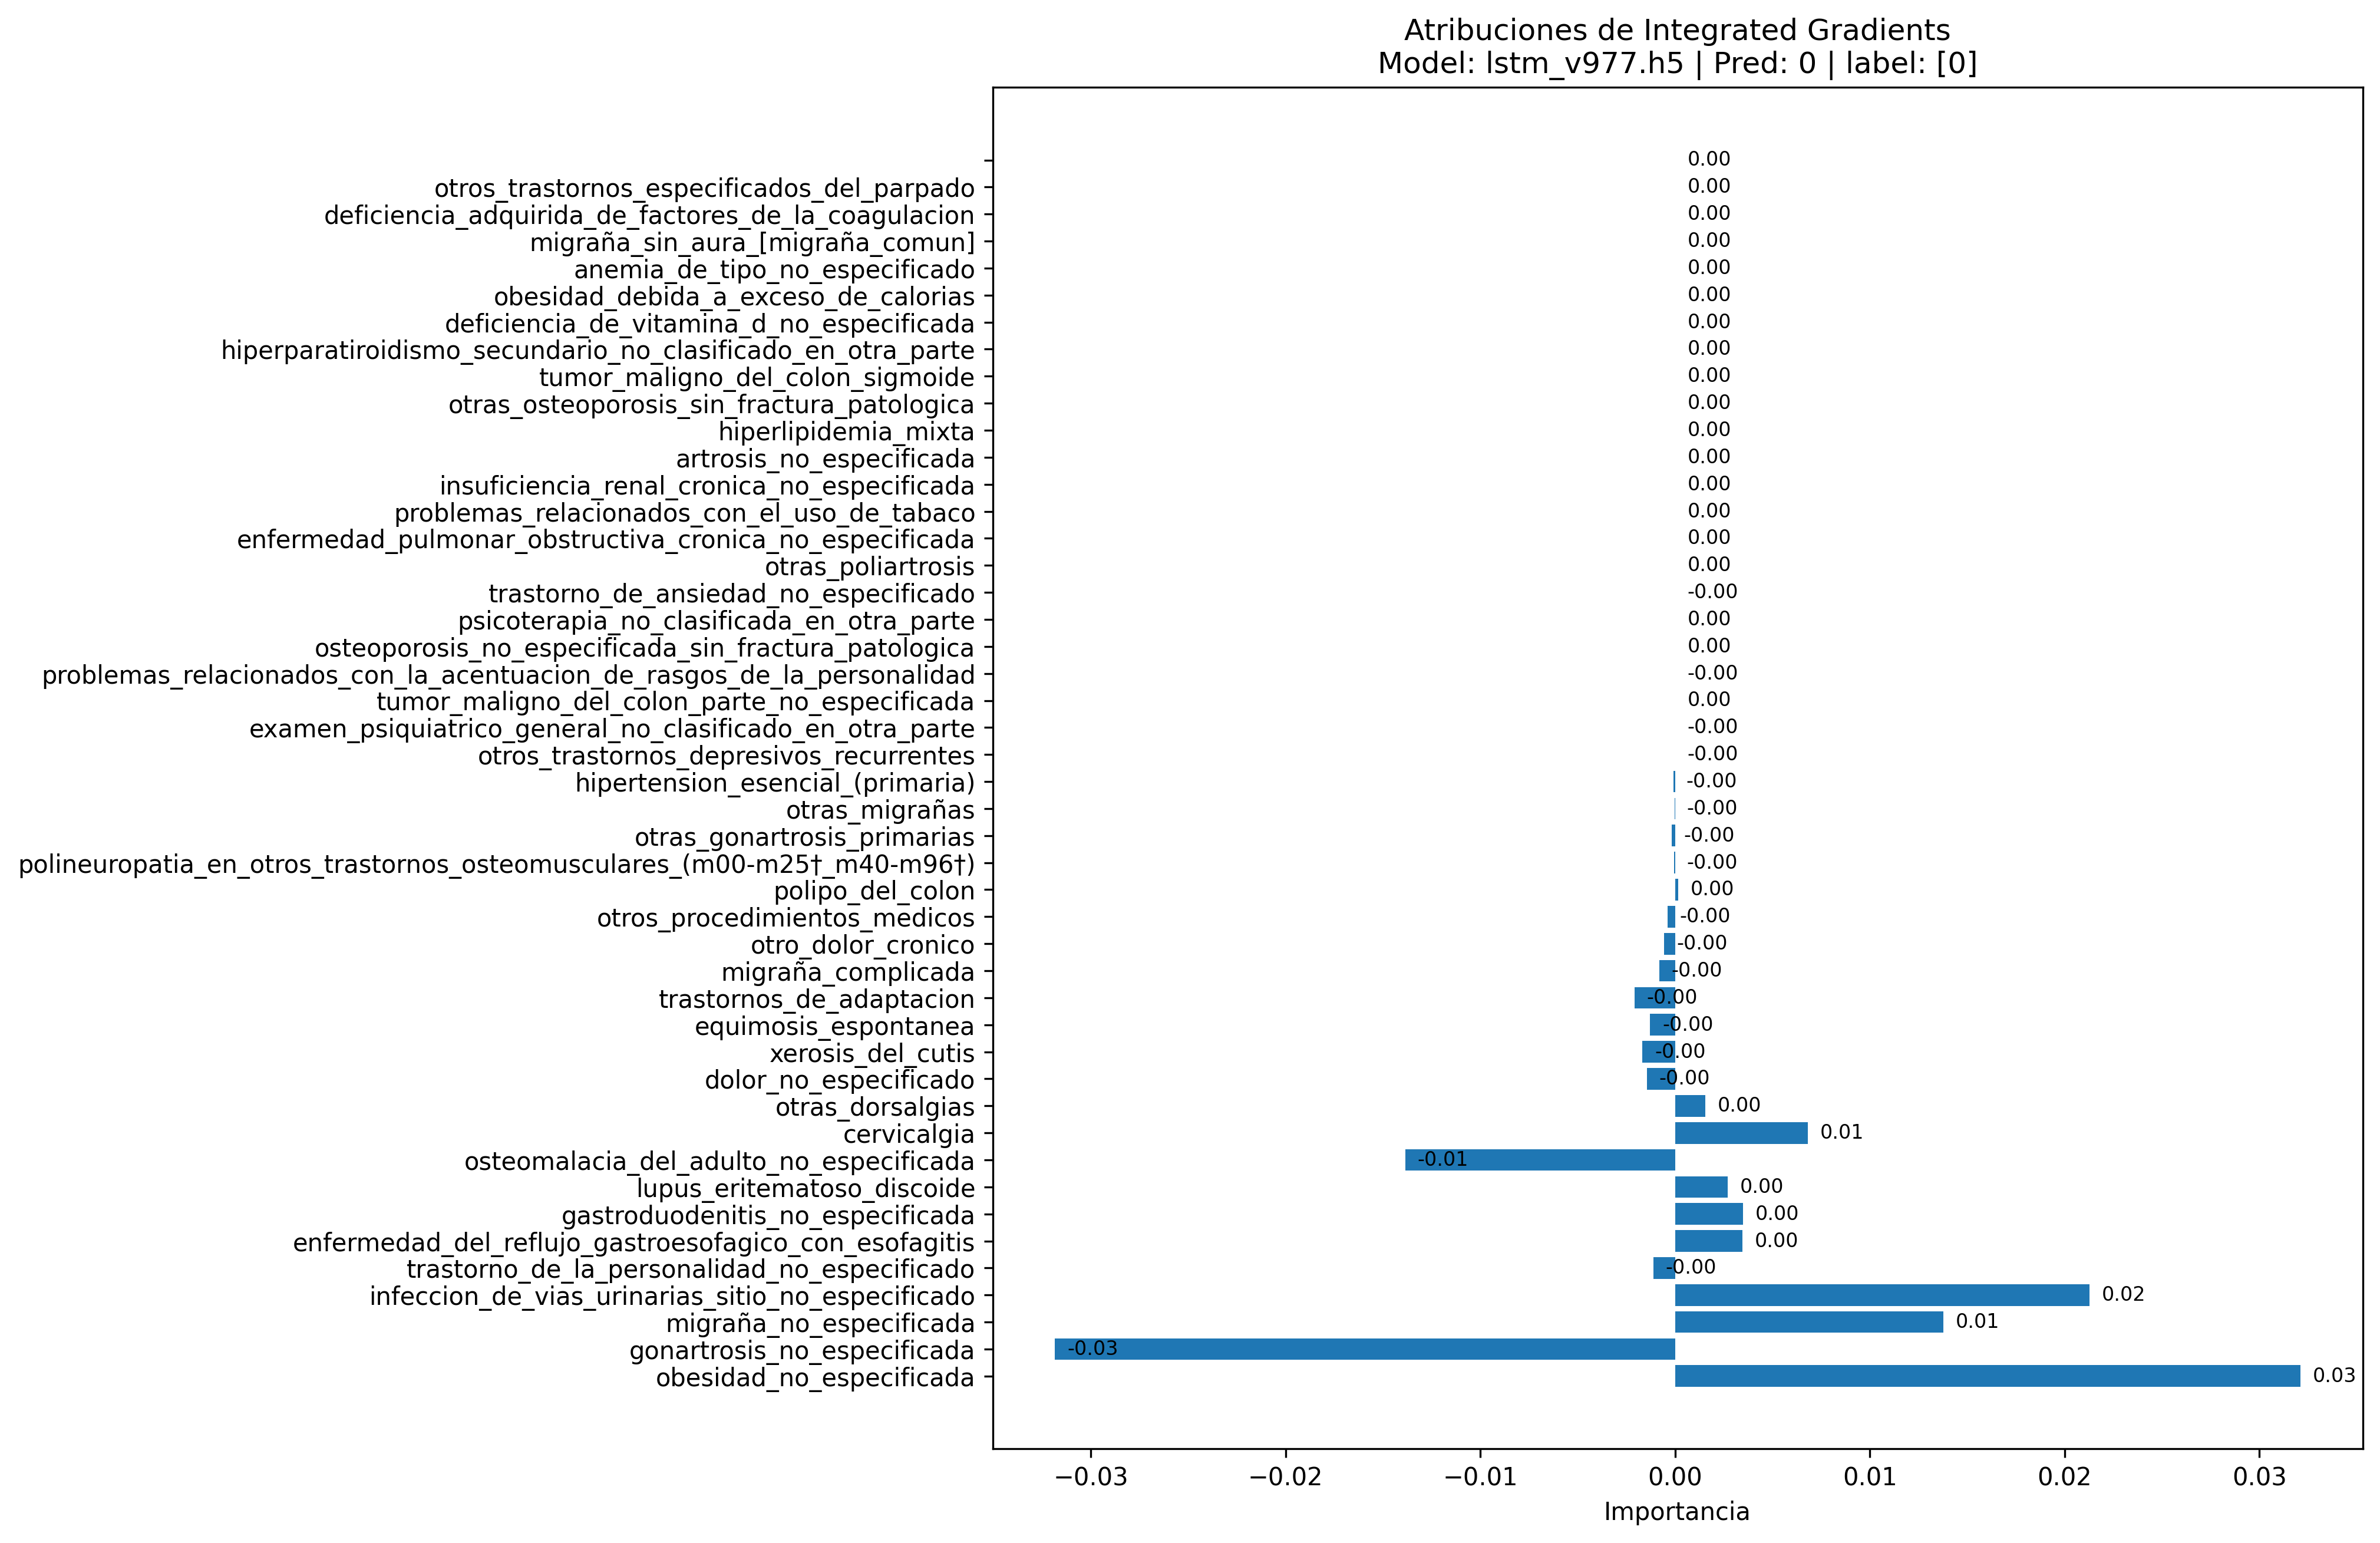 Atribuciones de Integrated Gradients
Model: lstm_v977.h5 | Pred: 0 | label: [0]
0.00
otros_trastornos_especificados_del_parpado 0.00
deficiencia_adquirida_de_factores_de_la_coagulacion 0.00
migraña_sin_aura_[migraña_comun] 0.00
anemia_de_tipo_no_especificado 0.00
obesidad_debida_a_exceso_de_calorias 0.00
deficiencia_de_vitamina_d_no_especificada 0.00
hiperparatiroidismo_secundario_no_clasificado_en_otra_parte 0.00
tumor_maligno_del_colon_sigmoide 0.00
otras_osteoporosis_sin_fractura_patologica 0.00
hiperlipidemia_mixta 0.00
artrosis_no_especificada 0.00
insuficiencia_renal_cronica_no_especificada 0.00
problemas_relacionados_con_el_uso_de_tabaco 0.00
enfermedad_pulmonar_obstructiva_cronica_no_especificada 0.00
otras_poliartrosis 0.00
trastorno_de_ansiedad_no_especificado -0.00
psicoterapia_no_clasificada_en_otra_parte 0.00
osteoporosis_no_especificada_sin_fractura_patologica 0.00
problemas_relacionados_con_la_acentuacion_de_rasgos_de_la_personalidad -0.00
tumor_maligno_del_colon_parte_no_especificada 0.00
examen_psiquiatrico_general_no_clasificado_en_otra_parte -0.00
otros_trastornos_depresivos_recurrentes -0.00
hipertension_esencial_(primaria) -0.00
otras_migrañas -0.00
otras_gonartrosis_primarias -0.00
polineuropatia_en_otros_trastornos_osteomusculares_(m00-m25†_m40-m96†) -0.00
polipo_del_colon 0.00
otros_procedimientos_medicos -0.00
otro_dolor_cronico -0.00
migraña_complicada -0.00
trastornos_de_adaptacion -0.00
equimosis_espontanea -0.00
xerosis_del_cutis -0.00
dolor_no_especificado -0.00
otras_dorsalgias 0.00
cervicalgia 0.01
osteomalacia_del_adulto_no_especificada -0.01
lupus_eritematoso_discoide 0.00
gastroduodenitis_no_especificada 0.00
enfermedad_del_reflujo_gastroesofagico_con_esofagitis 0.00
trastorno_de_la_personalidad_no_especificado -0.00
infeccion_de_vias_urinarias_sitio_no_especificado 0.02
migraña_no_especificada 0.01
gonartrosis_no_especificada -0.03
obesidad_no_especificada 0.03
−0.03 −0.02 −0.01 0.00 0.01 0.02 0.03
Importancia